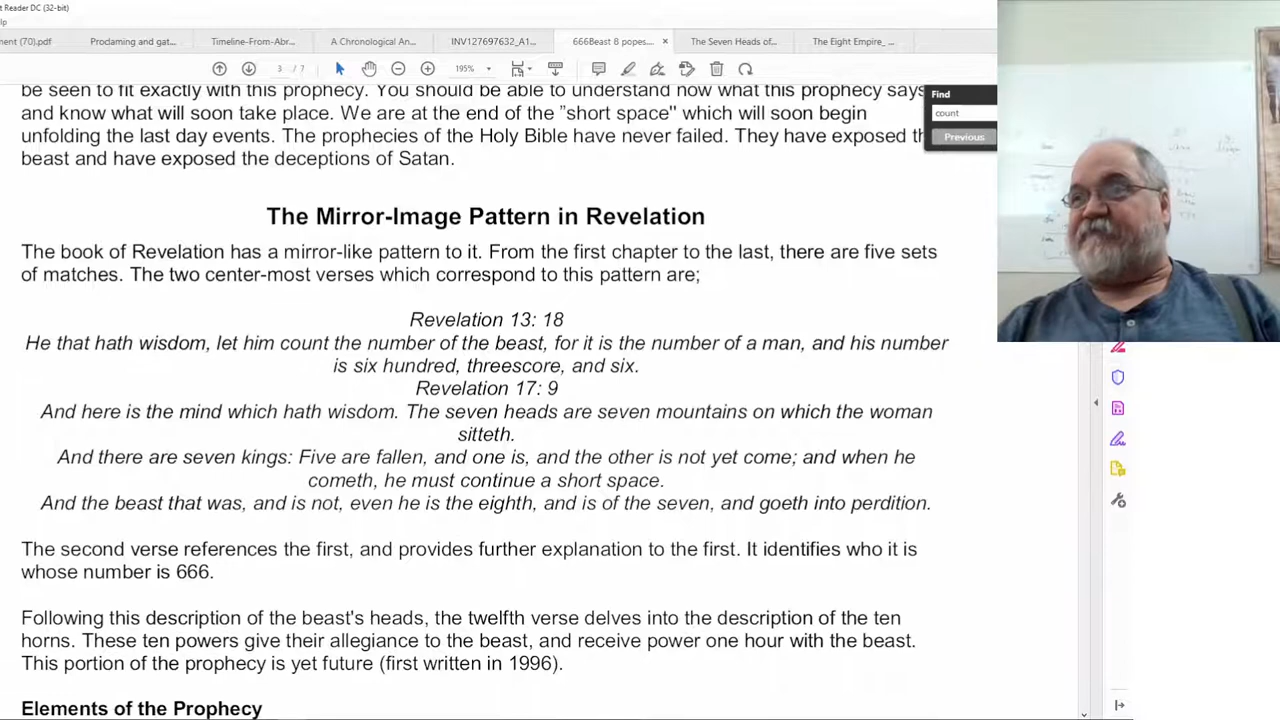 t Reader DC (32-bit)
lp
ment (70).pdf Proclaming and gat... Timeline-From-Abr... A Chronological An... INV127697632_A1... 666Beast 8 popes.... × The Seven Heads of... The Eight Empire_ ...
3 / 7 195%
be seen to fit exactly with this prophecy. You should be able to understand now what this prophecy says
and know what will soon take place. We are at the end of the "short space" which will soon begin
unfolding the last day events. The prophecies of the Holy Bible have never failed. They have exposed th
beast and have exposed the deceptions of Satan.
Find
count
Previous
The Mirror-Image Pattern in Revelation
The book of Revelation has a mirror-like pattern to it. From the first chapter to the last, there are five sets
of matches. The two center-most verses which correspond to this pattern are;
Revelation 13: 18
He that hath wisdom, let him count the number of the beast, for it is the number of a man, and his number
is six hundred, threescore, and six.
Revelation 17: 9
And here is the mind which hath wisdom. The seven heads are seven mountains on which the woman
sitteth.
And there are seven kings: Five are fallen, and one is, and the other is not yet come; and when he
cometh, he must continue a short space.
And the beast that was, and is not, even he is the eighth, and is of the seven, and goeth into perdition.
The second verse references the first, and provides further explanation to the first. It identifies who it is
whose number is 666.
Following this description of the beast's heads, the twelfth verse delves into the description of the ten
horns. These ten powers give their allegiance to the beast, and receive power one hour with the beast.
This portion of the prophecy is yet future (first written in 1996).
Elements of the Prophecy